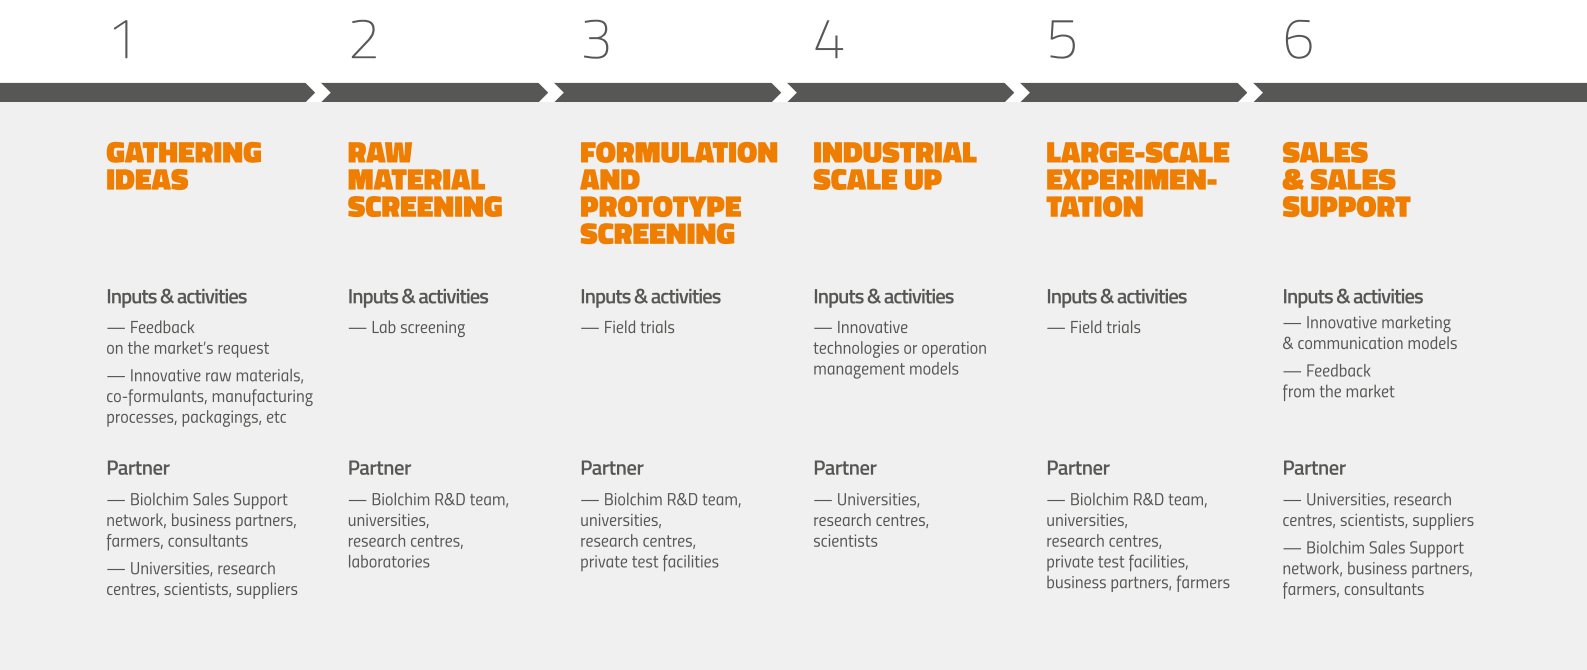 1
2
3
4
5
6
GATHERING
IDEAS
Inputs & activities
— Feedback
on the market's request
— Innovative raw materials,
co-formulants, manufacturing
processes, packagings, etc
Partner
— Biolchim Sales Support
network, business partners,
farmers, consultants
— Universities, research
centres, scientists, suppliers
RAW
MATERIAL
SCREENING
Inputs & activities
— Lab screening
Partner
— Biolchim R&D team,
universities,
research centres,
laboratories
FORMULATION
AND
PROTOTYPE
SCREENING
Inputs & activities
— Field trials
Partner
— Biolchim R&D team,
universities,
research centres,
private test facilities
INDUSTRIAL
SCALE UP
Inputs & activities
— Innovative
technologies or operation
management models
Partner
— Universities,
research centres,
scientists
LARGE-SCALE
EXPERIMEN-
TATION
Inputs & activities
— Field trials
Partner
— Biolchim R&D team,
universities,
research centres,
private test facilities,
business partners, farmers
SALES
& SALES
SUPPORT
Inputs & activities
— Innovative marketing
& communication models
— Feedback
from the market
Partner
— Universities, research
centres, scientists, suppliers
— Biolchim Sales Support
network, business partners,
farmers, consultants